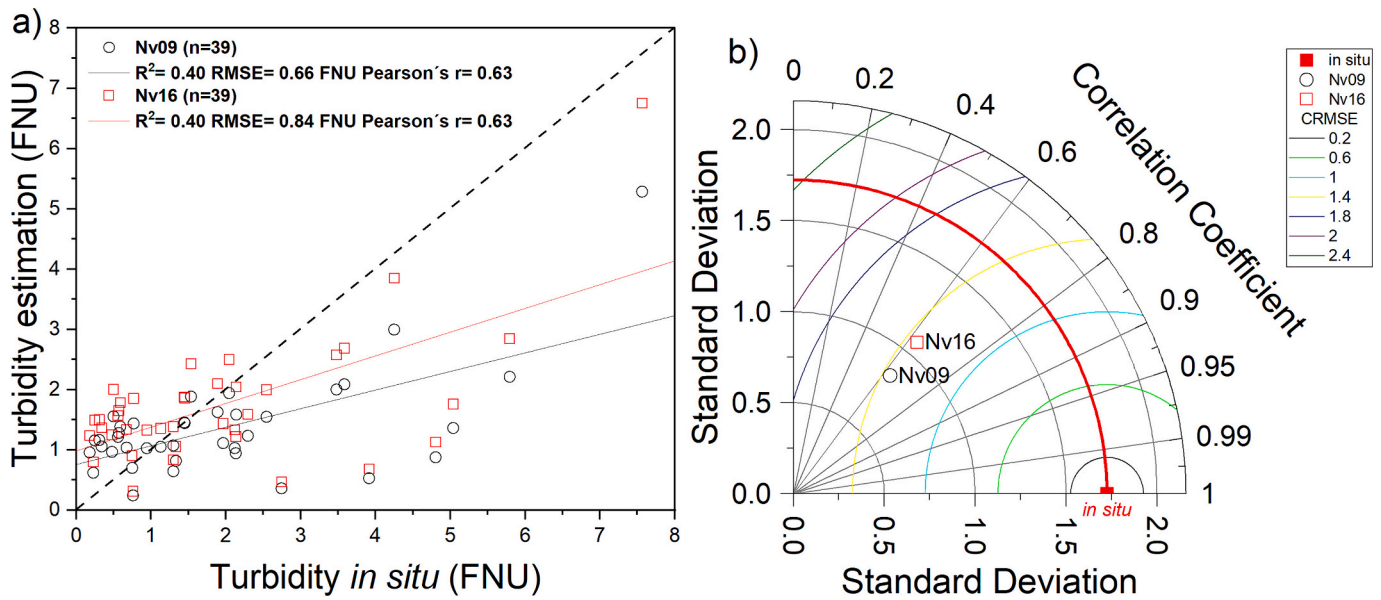 a)
Nv09 (n=39)
R²= 0.40 RMSE= 0.66 FNU Pearson´s r= 0.63
Nv16 (n=39)
R²= 0.40 RMSE= 0.84 FNU Pearson´s r= 0.63
Turbidity estimation (FNU)
8
7
6
5
4
3
2
1
0
0 1 2 3 4 5 6 7 8
Turbidity in situ (FNU)
b)
Standard Deviation
2.0
1.5
1.0
0.5
0.0
0 0.2 0.4 0.6 0.8 0.9 0.95 0.99 1
Correlation Coefficient
Nv16
Nv09
in situ
0.0 0.5 1.0 1.5 2.0
Standard Deviation
in situ
Nv09
Nv16
CRMSE
0.2
0.6
1
1.4
1.8
2
2.4